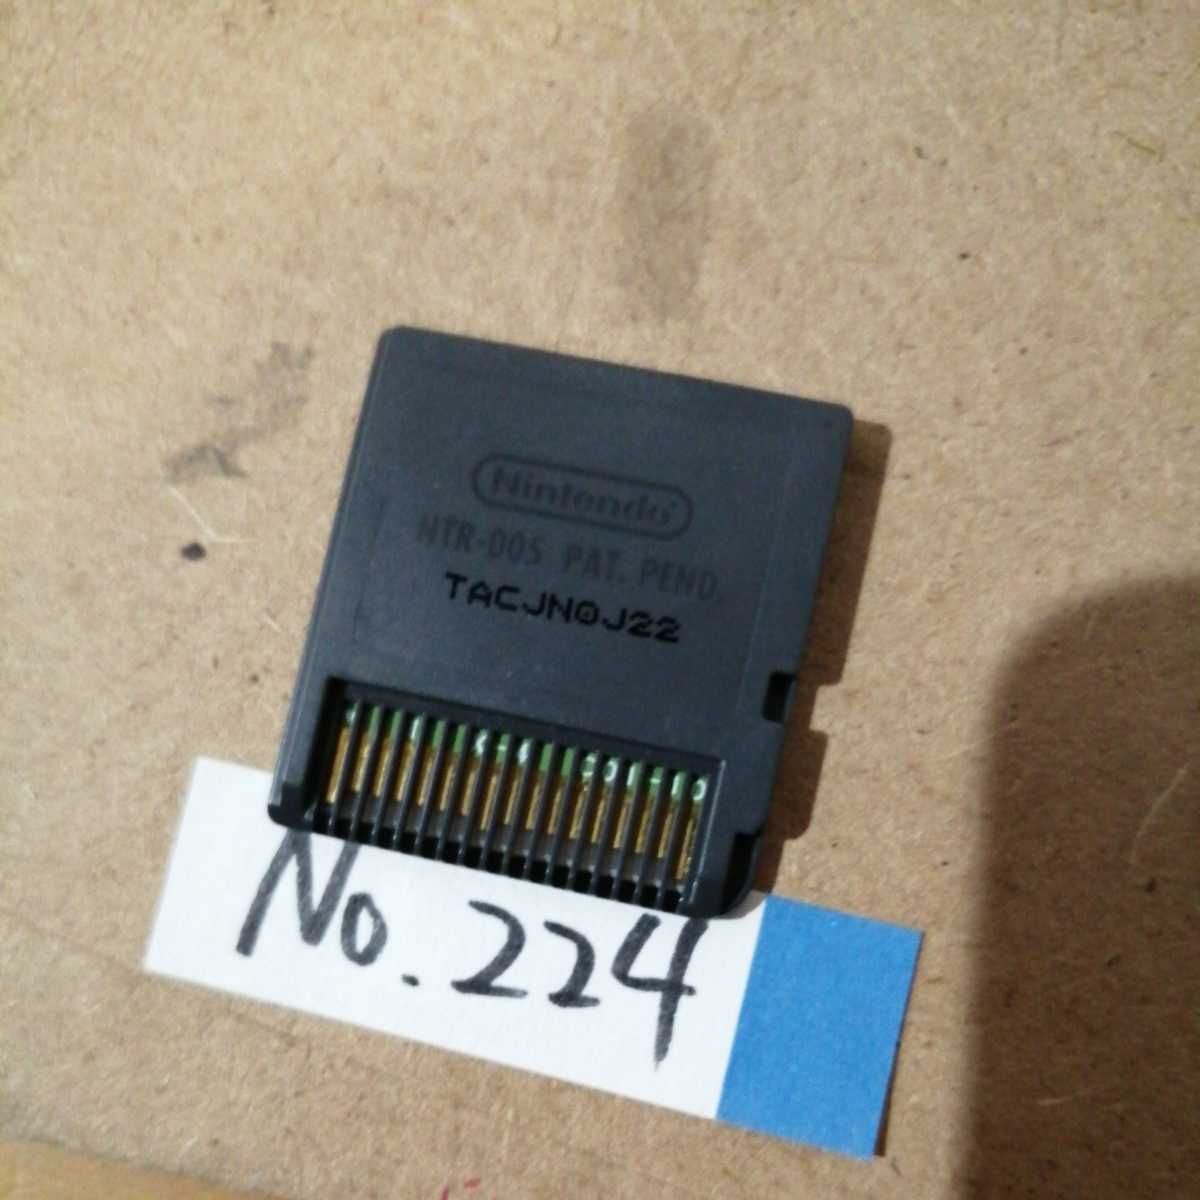 Nintendo
NTR-005 PAT. PEND.
TACJN0J22
No.224